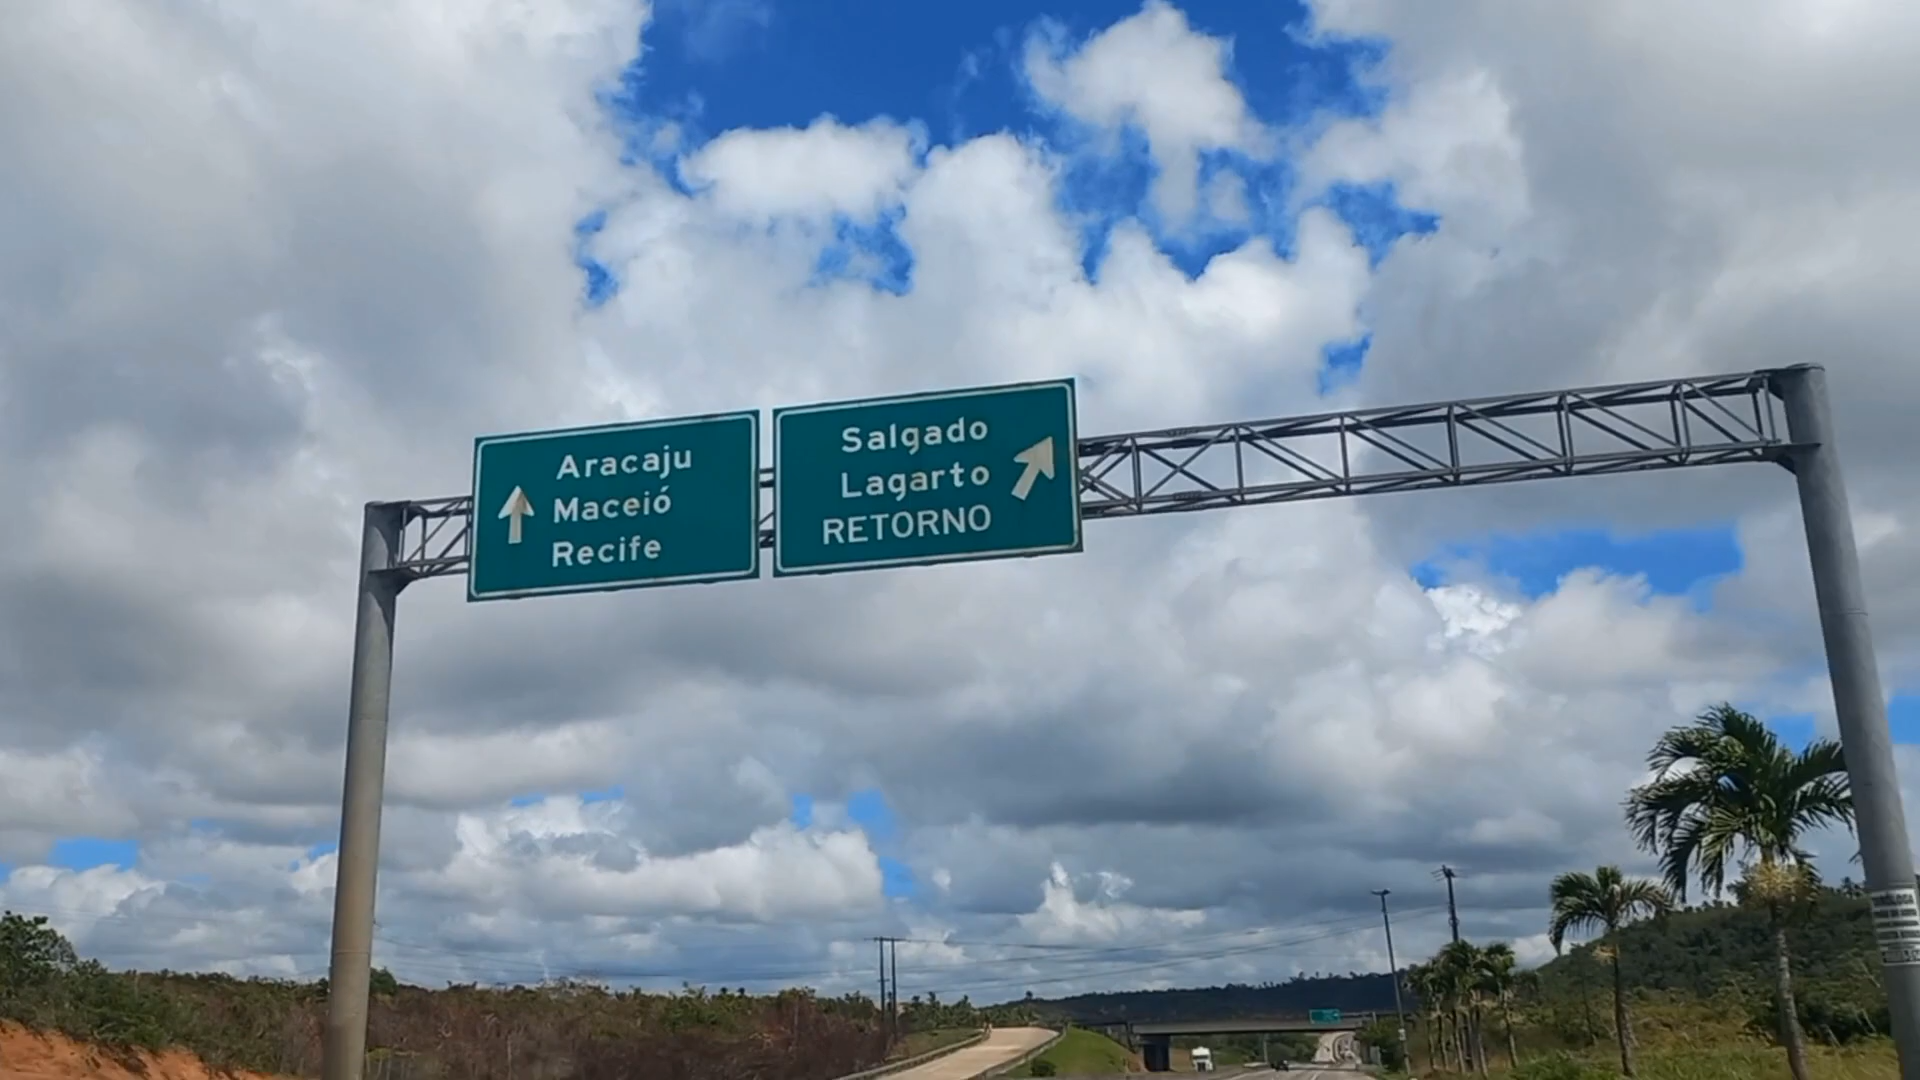 Aracaju
Maceió
Recife
Salgado
Lagarto
RETORNO